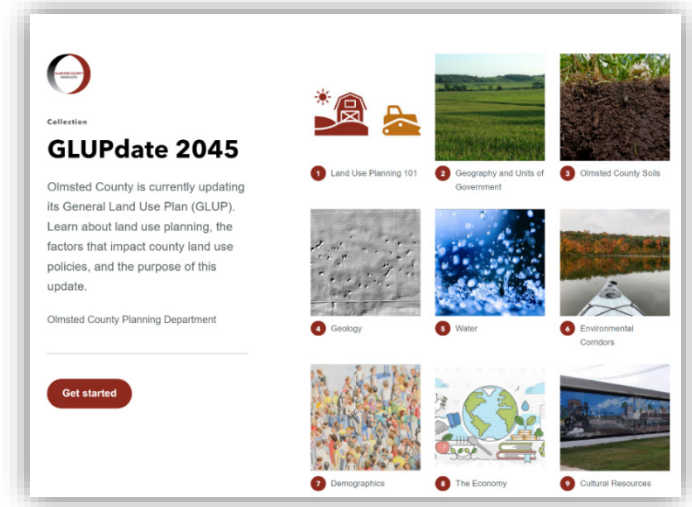 OLMSTED COUNTY
Collection
GLUPdate 2045
Olmsted County is currently updating
its General Land Use Plan (GLUP).
Learn about land use planning, the
factors that impact county land use
policies, and the purpose of this
update.
Olmsted County Planning Department
Get started
1 Land Use Planning 101
2 Geography and Units of
Government
3 Olmsted County Soils
4 Geology
5 Water
6 Environmental
Corridors
7 Demographics
8 The Economy
9 Cultural Resources